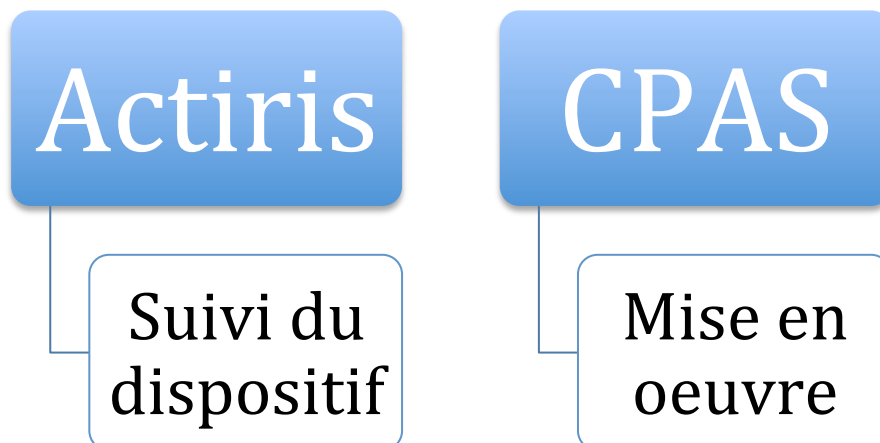 Actiris
Suivi du
dispositif
CPAS
Mise en
oeuvre